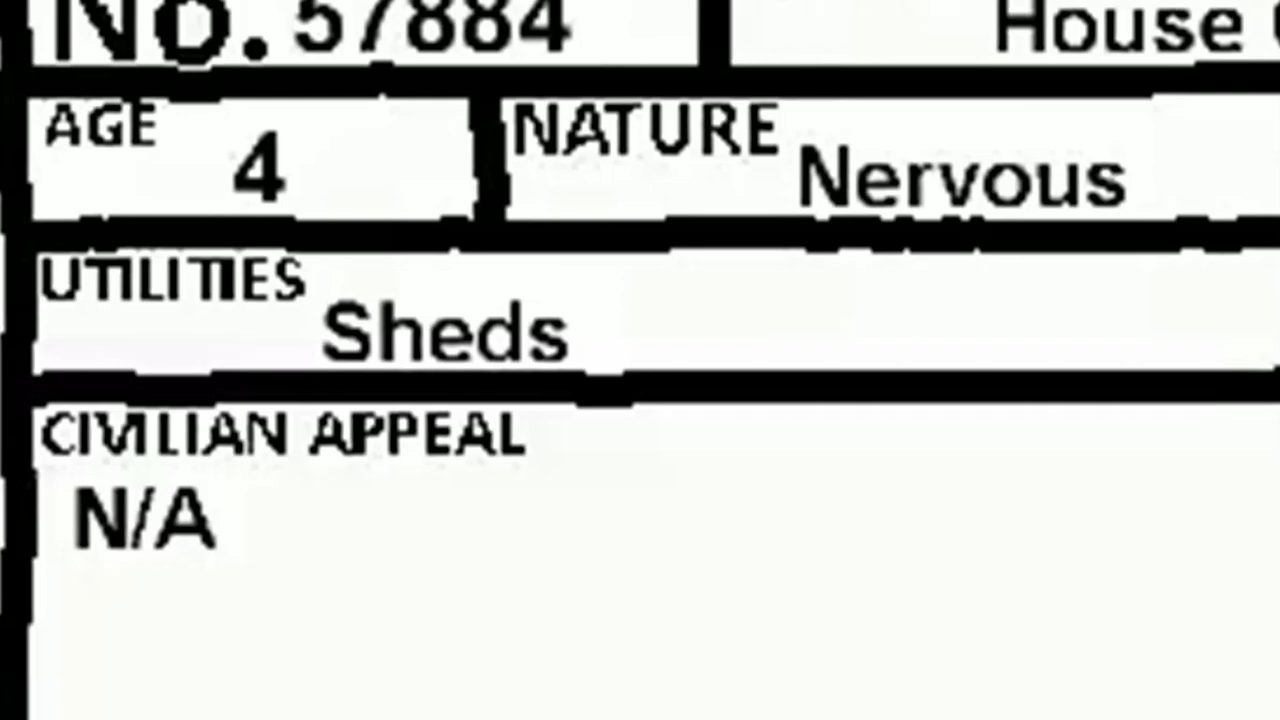 No. 57884 House
AGE 4 NATURE Nervous
UTILITIES Sheds
CIVILIAN APPEAL
N/A